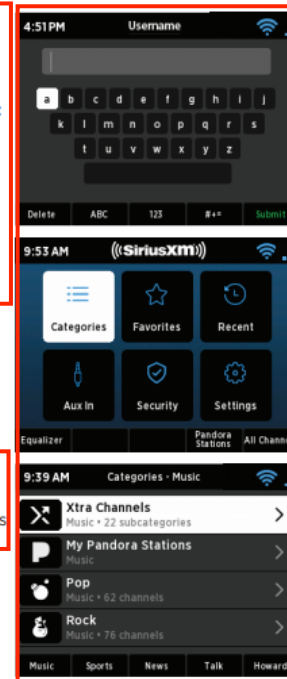 4:51 PM Username
a b c d e f g h i j
k l m n o p q r s
t u v w x y z
Delete ABC 123 #+= Submit
9:53 AM ((SiriusXM))
Categories Favorites Recent
Aux In Security Settings
Equalizer Pandora Stations All Chann
9:39 AM Categories - Music
Xtra Channels
Music • 22 subcategories
My Pandora Stations
Music
Pop
Music • 62 channels
Rock
Music • 76 channels
Music Sports News Talk Howard